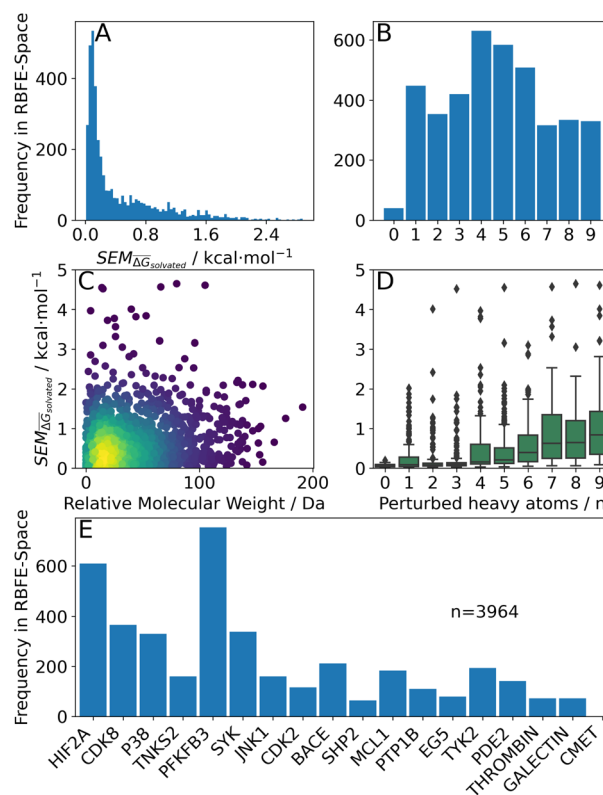 A
B
Frequency in RBFE-Space
400
200
0
0.0 0.8 1.6 2.4
SEM_ΔG̅solvated / kcal·mol⁻¹
600
400
200
0
0 1 2 3 4 5 6 7 8 9
C
D
SEM_ΔG̅solvated / kcal·mol⁻¹
5
4
3
2
1
0
0 100 200
Relative Molecular Weight / Da
5
4
3
2
1
0
0 1 2 3 4 5 6 7 8 9
Perturbed heavy atoms / n
E
Frequency in RBFE-Space
600
400
200
0
n=3964
HIF2A
CDK8
P38
TNKS2
PFKFB3
SYK
JNK1
CDK2
BACE
SHP2
MCL1
PTP1B
EG5
TYK2
PDE2
THROMBIN
GALECTIN
CMET